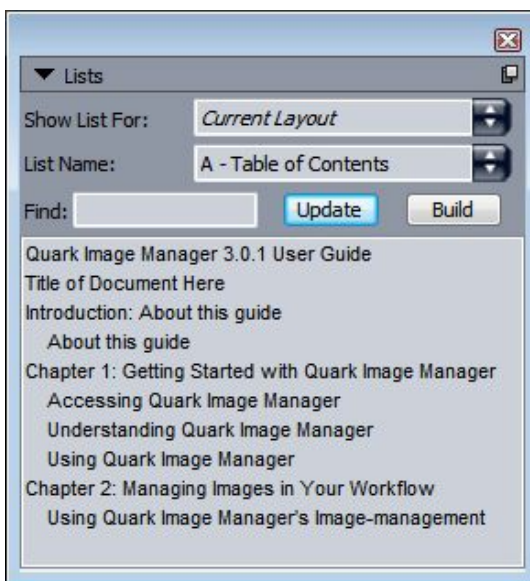 Lists
Show List For: Current Layout
List Name: A - Table of Contents
Find: Update Build
Quark Image Manager 3.0.1 User Guide
Title of Document Here
Introduction: About this guide
About this guide
Chapter 1: Getting Started with Quark Image Manager
Accessing Quark Image Manager
Understanding Quark Image Manager
Using Quark Image Manager
Chapter 2: Managing Images in Your Workflow
Using Quark Image Manager's Image-management